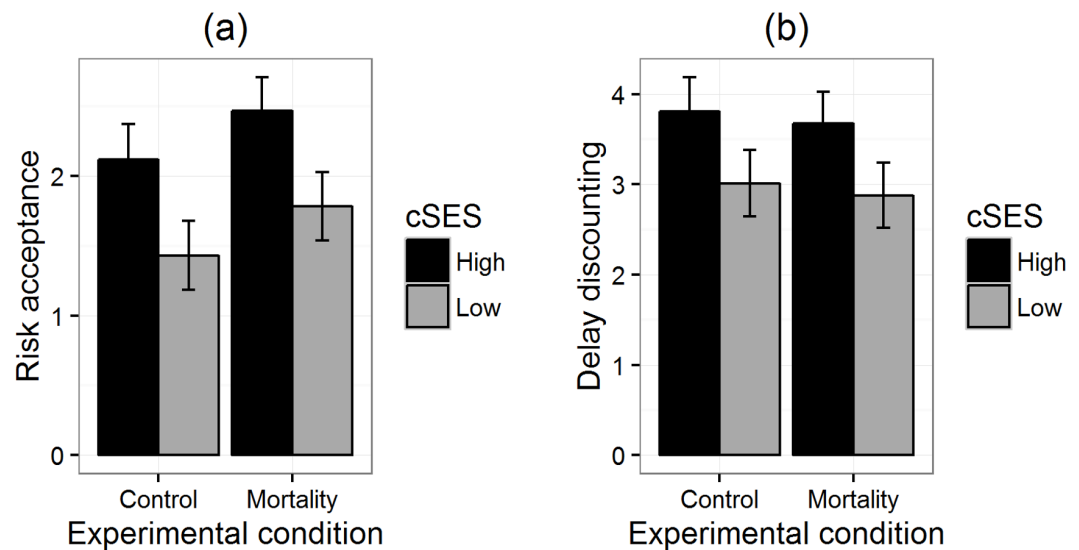 (a)
Risk acceptance
2
1
0
Control Mortality
Experimental condition
cSES
High
Low
(b)
Delay discounting
4
3
2
1
0
Control Mortality
Experimental condition
cSES
High
Low